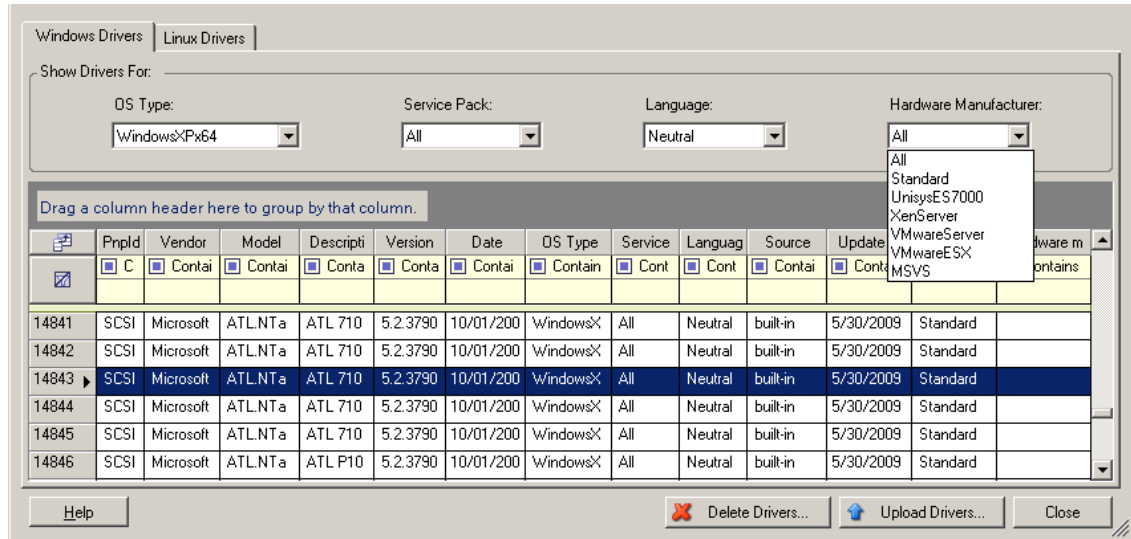 Windows Drivers Linux Drivers
Show Drivers For:
OS Type: Service Pack: Language: Hardware Manufacturer:
WindowsXPx64 All Neutral All
All
Standard
UnisysES7000
XenServer
VMwareServer
VMwareESX
MSVS
Drag a column header here to group by that column.
PnpId Vendor Model Descripti Version Date OS Type Service Languag Source Update dware m
C Contai Contai Conta Conta Contai Contain Cont Cont Contai Conta ontains
14841 SCSI Microsoft ATL.NTa ATL 710 5.2.3790 10/01/200 WindowsX All Neutral built-in 5/30/2009 Standard
14842 SCSI Microsoft ATL.NTa ATL 710 5.2.3790 10/01/200 WindowsX All Neutral built-in 5/30/2009 Standard
14843 SCSI Microsoft ATL.NTa ATL 710 5.2.3790 10/01/200 WindowsX All Neutral built-in 5/30/2009 Standard
14844 SCSI Microsoft ATL.NTa ATL 710 5.2.3790 10/01/200 WindowsX All Neutral built-in 5/30/2009 Standard
14845 SCSI Microsoft ATL.NTa ATL 710 5.2.3790 10/01/200 WindowsX All Neutral built-in 5/30/2009 Standard
14846 SCSI Microsoft ATL.NTa ATL P10 5.2.3790 10/01/200 WindowsX All Neutral built-in 5/30/2009 Standard
Help Delete Drivers... Upload Drivers... Close